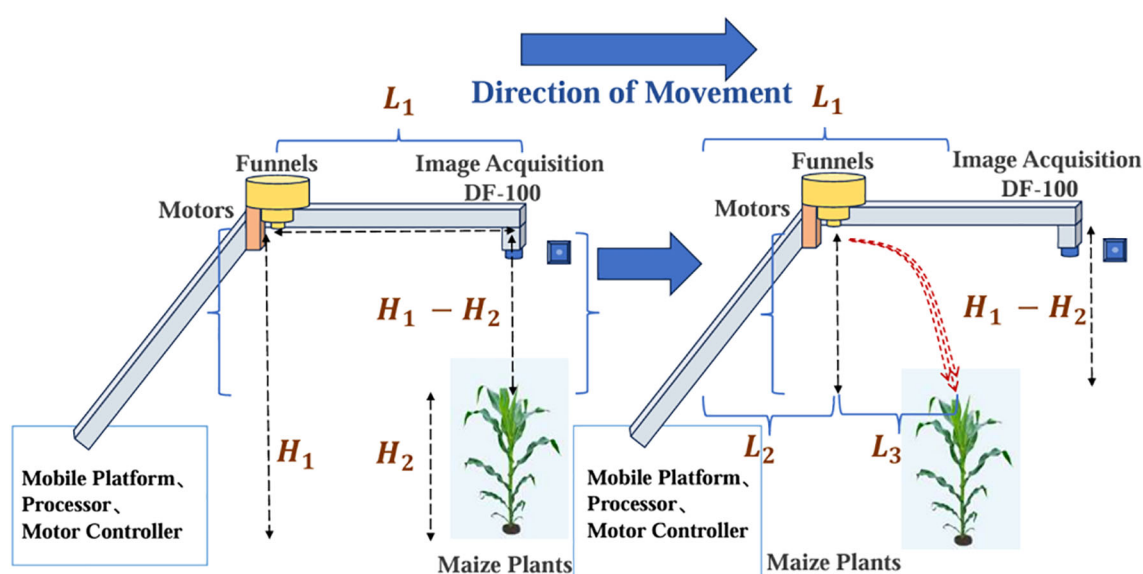 Direction of Movement
L₁
Funnels
Image Acquisition
DF-100
Motors
H₁ − H₂
H₁
H₂
Mobile Platform、
Processor、
Motor Controller
Maize Plants
L₁
Funnels
Image Acquisition
DF-100
Motors
H₁ − H₂
L₂
L₃
Mobile Platform、
Processor、
Motor Controller
Maize Plants